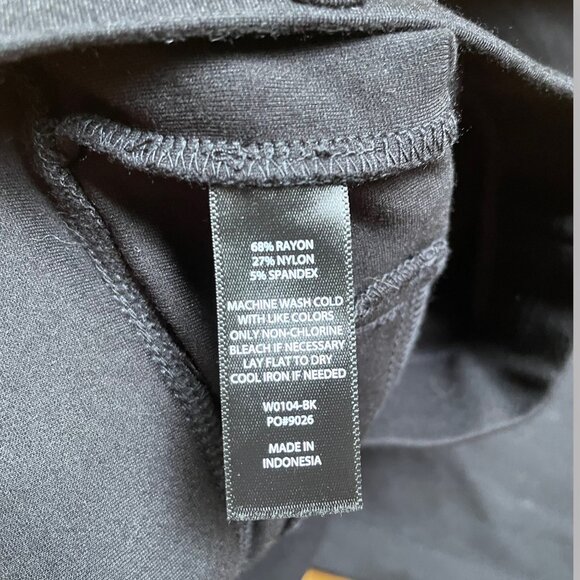 68% RAYON
27% NYLON
5% SPANDEX
MACHINE WASH COLD
WITH LIKE COLORS
ONLY NON-CHLORINE
BLEACH IF NECESSARY
LAY FLAT TO DRY
COOL IRON IF NEEDED
W0104-BK
PO#9026
MADE IN
INDONESIA